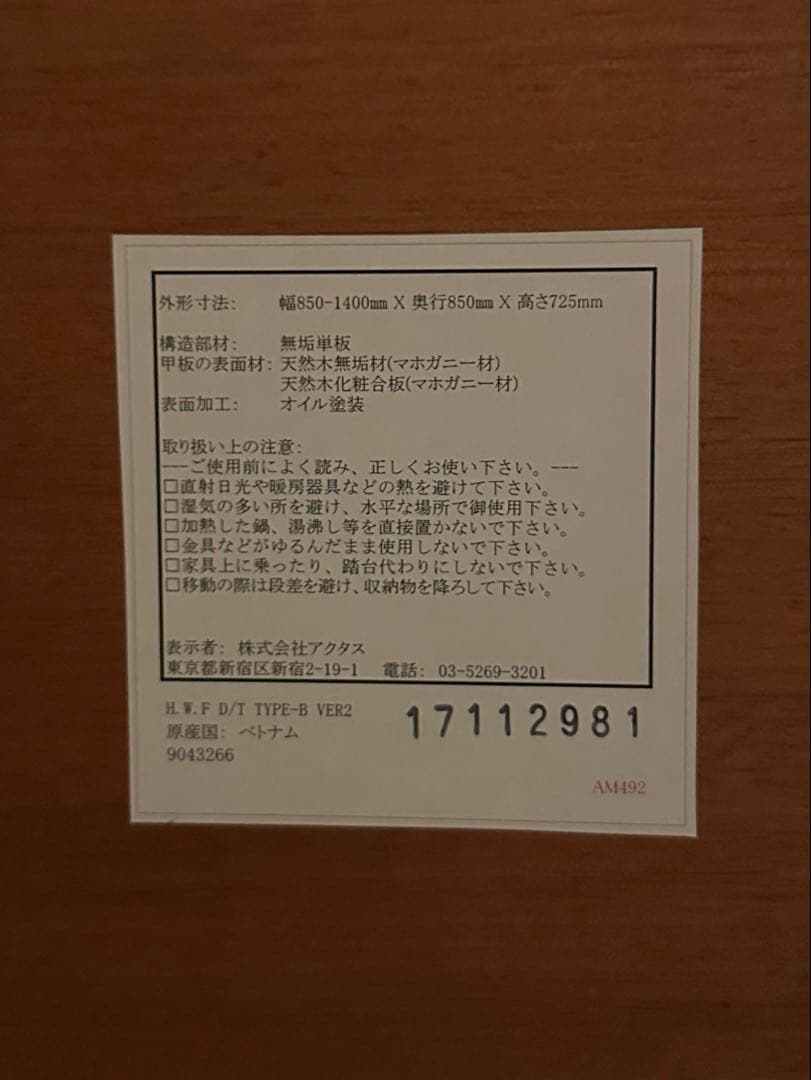 外形寸法: 幅850-1400㎜ X 奥行850㎜ X 高さ725mm
構造部材: 無垢単板
甲板の表面材: 天然木無垢材(マホガニー材)
天然木化粧合板(マホガニー材)
表面加工: オイル塗装
取り扱い上の注意:
---ご使用前によく読み、正しくお使い下さい。---
□直射日光や暖房器具などの熱を避けて下さい。
□湿気の多い所を避け、水平な場所で御使用下さい。
□加熱した鍋、湯沸し等を直接置かないで下さい。
□金具などがゆるんだまま使用しないで下さい。
□家具上に乗ったり、踏台代わりにしないで下さい。
□移動の際は段差を避け、収納物を降ろして下さい。
表示者: 株式会社アクタス
東京都新宿区新宿2-19-1 電話: 03-5269-3201
H.W.F D/T TYPE-B VER2
17112981
原産国: ベトナム
9043266
AM492